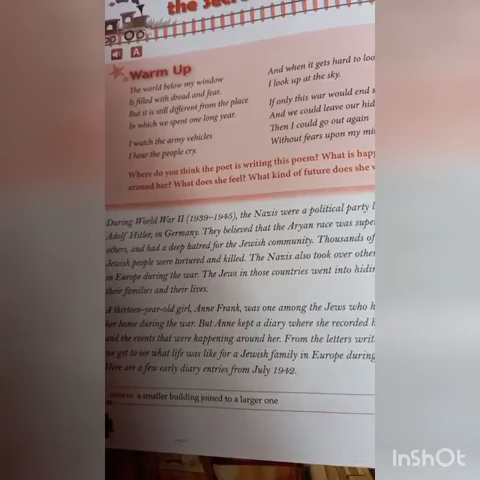 the Secre
A
Warm Up
The world below my window
Is filled with dread and fear.
But it is still different from the place
In which we spent one long year.
I watch the army vehicles
I hear the people cry.
And when it gets hard to loo
I look up at the sky.
If only this war would end s
And we could leave our hid
Then I could go out again
Without fears upon my mi
Where do you think the poet is writing this poem? What is hap
around her? What does she feel? What kind of future does she
During World War II (1939–1945), the Nazis were a political party l
Adolf Hitler, in Germany. They believed that the Aryan race was supe
others, and had a deep hatred for the Jewish community. Thousands of
Jewish people were tortured and killed. The Nazis also took over other
in Europe during the war. The Jews in those countries went into hidin
their families and their lives.
A thirteen-year-old girl, Anne Frank, was one among the Jews who h
her home during the war. But Anne kept a diary where she recorded h
and the events that were happening around her. From the letters writ
we get to see what life was like for a Jewish family in Europe during
Here are a few early diary entries from July 1942.
a smaller building joined to a larger one
InShOt